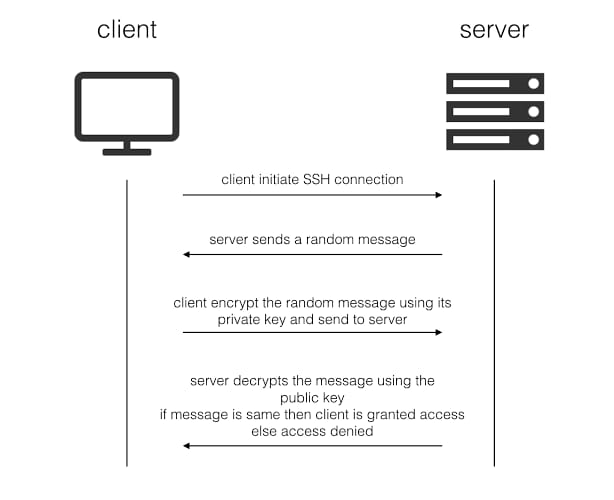 client
server
client initiate SSH connection
server sends a random message
client encrypt the random message using its
private key and send to server
server decrypts the message using the
public key
if message is same then client is granted access
else access denied